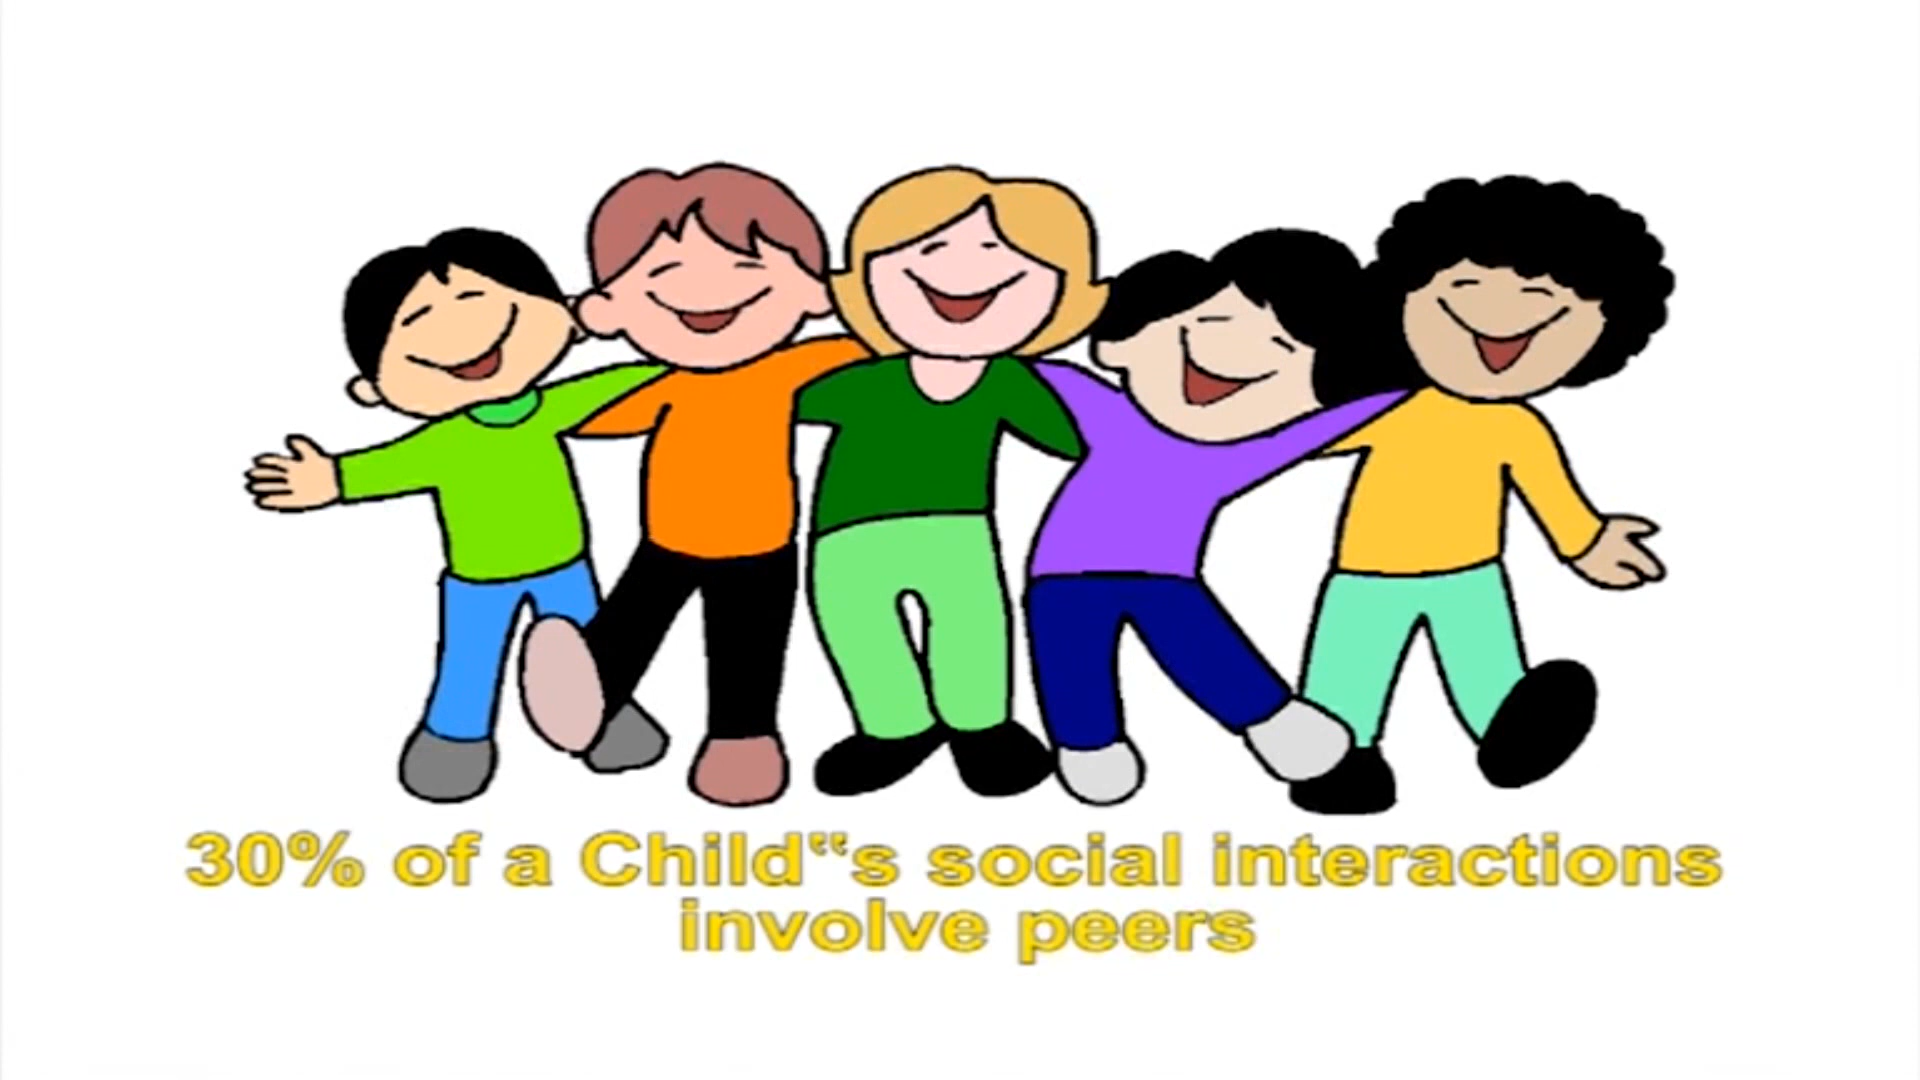 30% of a Child‟s social interactions
involve peers